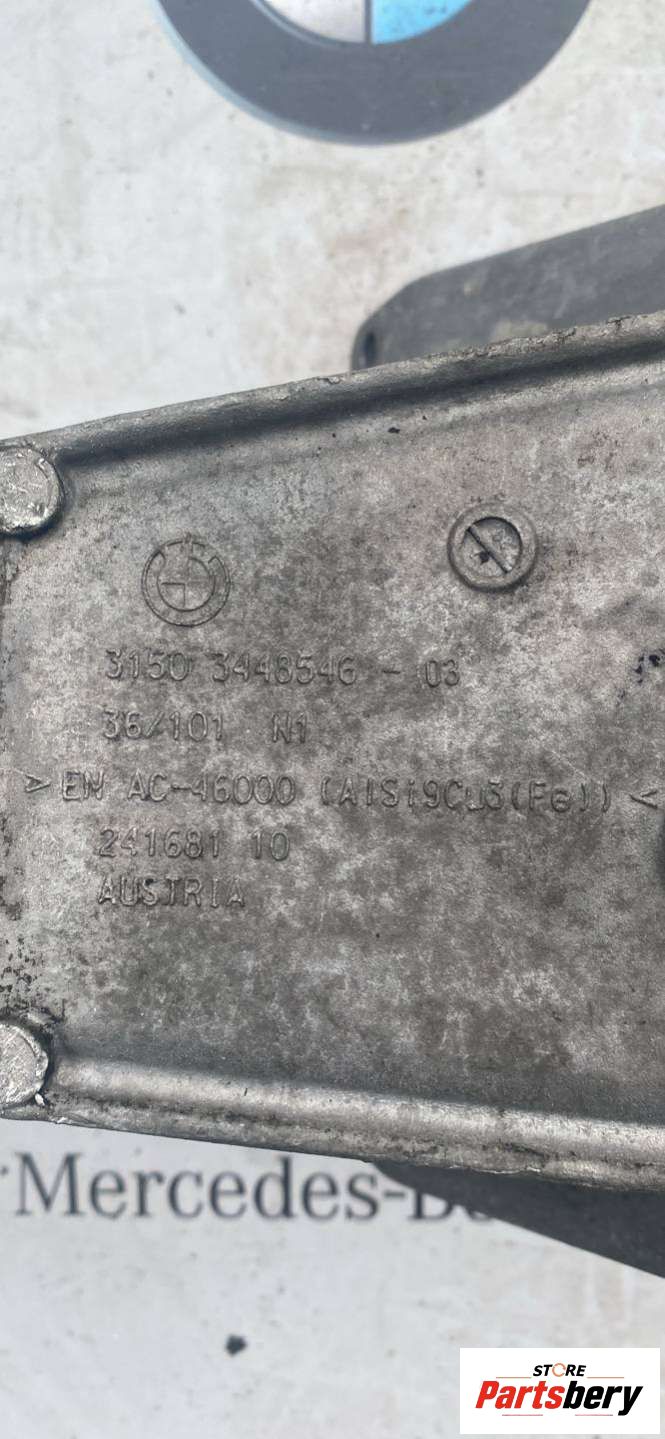 3150 3448546 - 03
36/101 N1
> EN AC-46000 (AlSi9Cu3(Fe)) <
241681 10
AUSTRIA
Mercedes-B
STORE
Partsbery